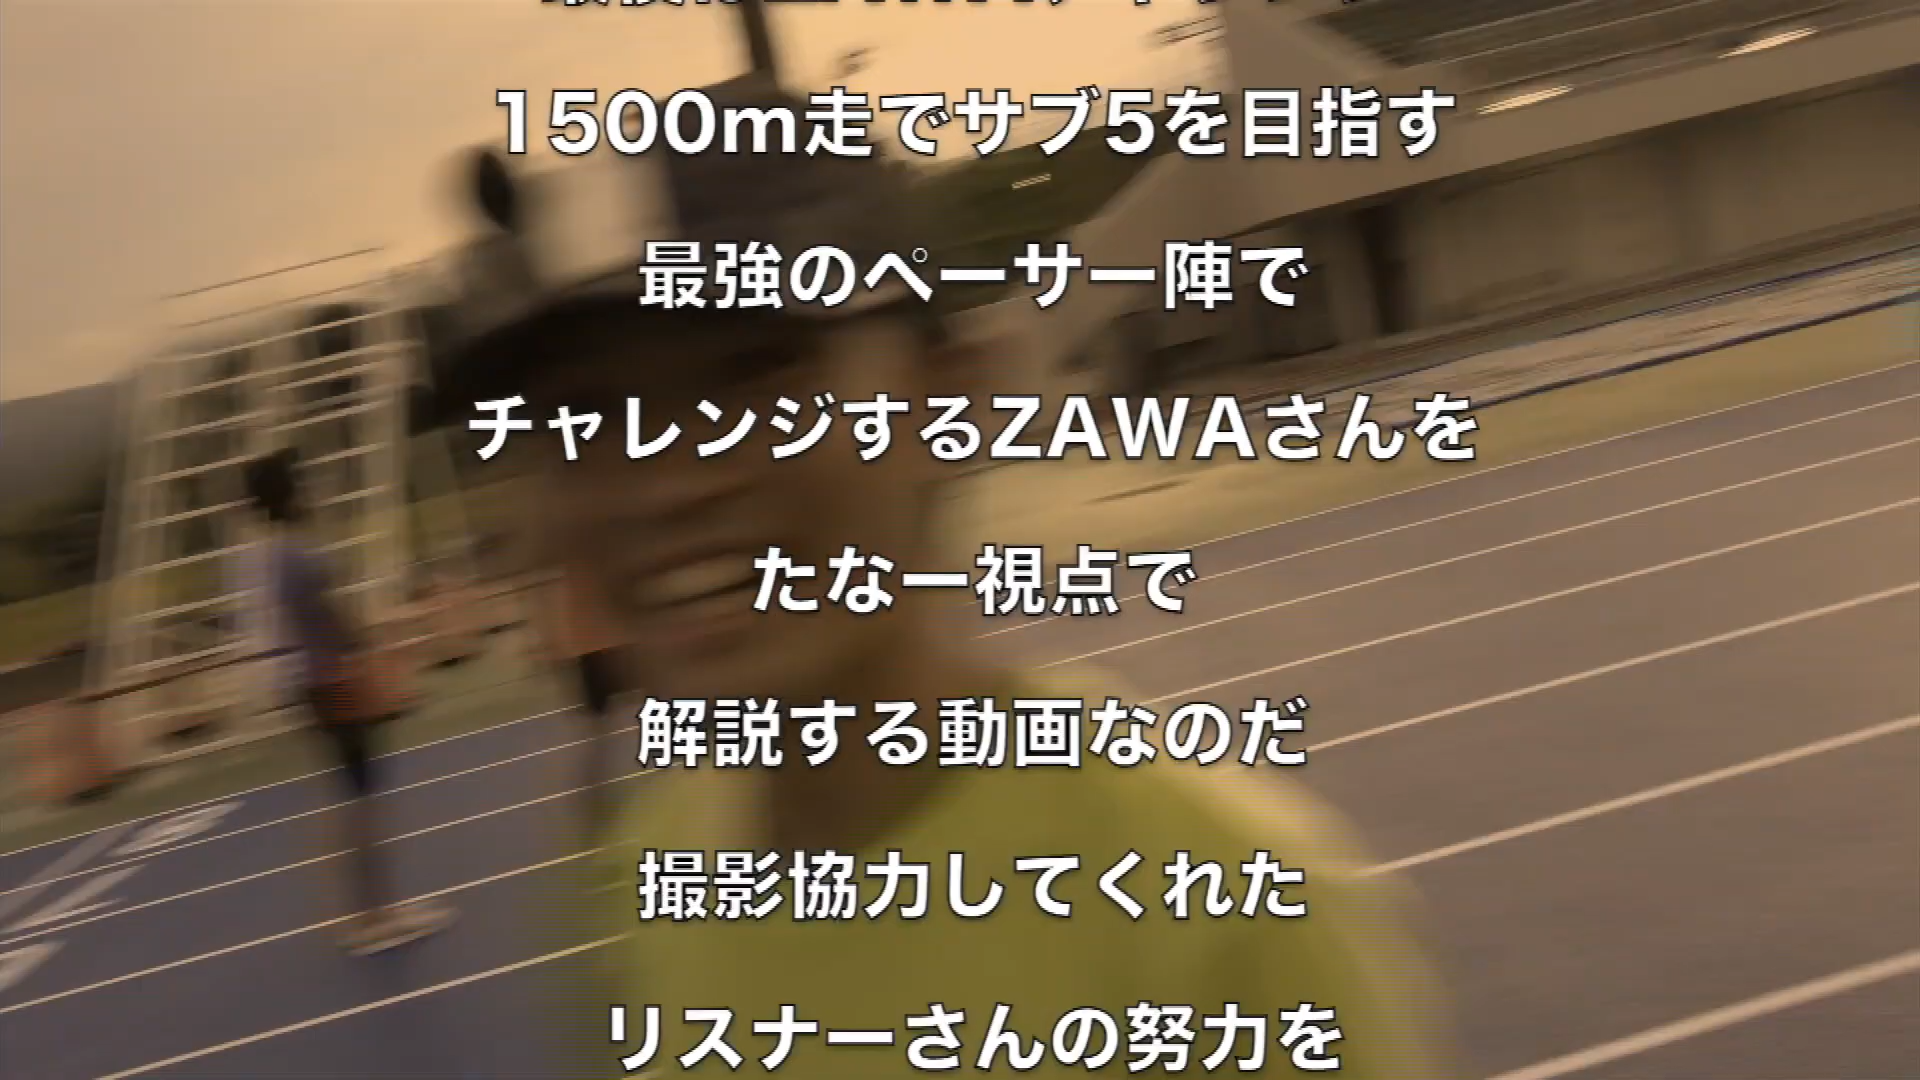 1500m走でサブ5を目指す
最強のペーサー陣で
チャレンジするZAWAさんを
たなー視点で
解説する動画なのだ
撮影協力してくれた
リスナーさんの努力を